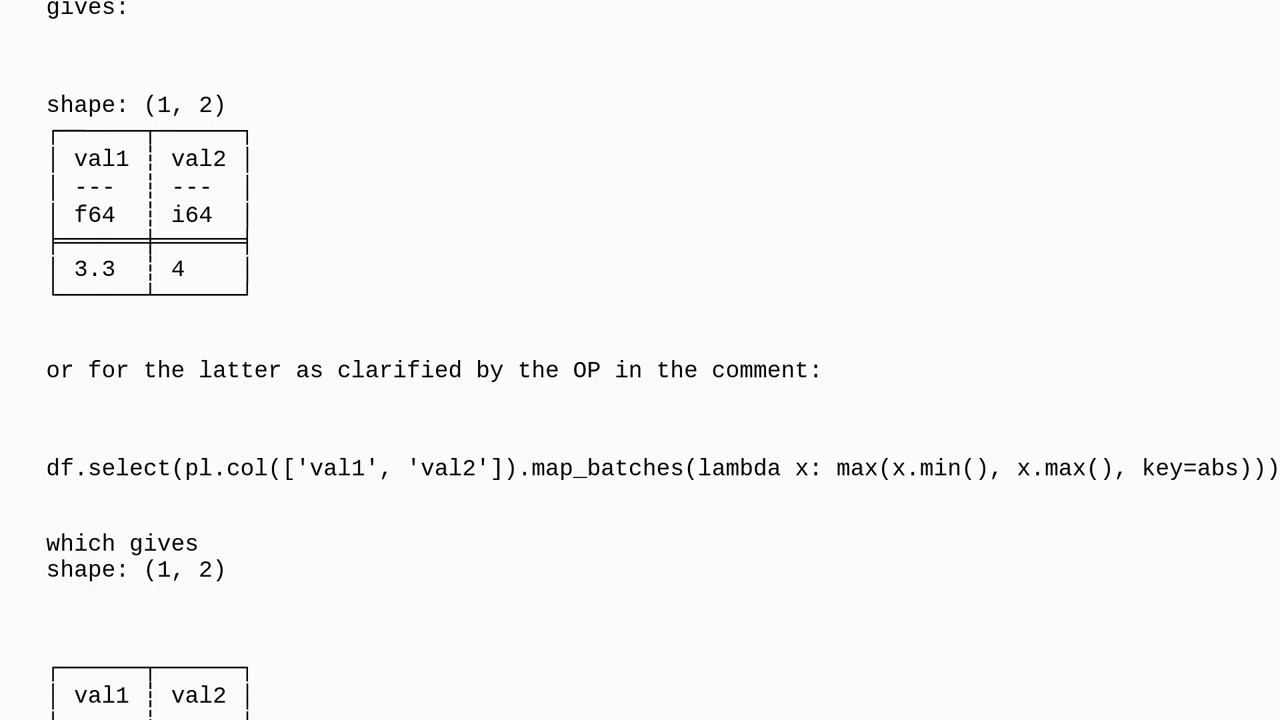 gives:
shape: (1, 2)
┌──────┬──────┐
│ val1 ┆ val2 │
│ --- ┆ --- │
│ f64 ┆ i64 │
╞══════╪══════╡
│ 3.3 ┆ 4 │
└──────┴──────┘
or for the latter as clarified by the OP in the comment:
df.select(pl.col(['val1', 'val2']).map_batches(lambda x: max(x.min(), x.max(), key=abs)))
which gives
shape: (1, 2)
┌──────┬──────┐
│ val1 ┆ val2 │